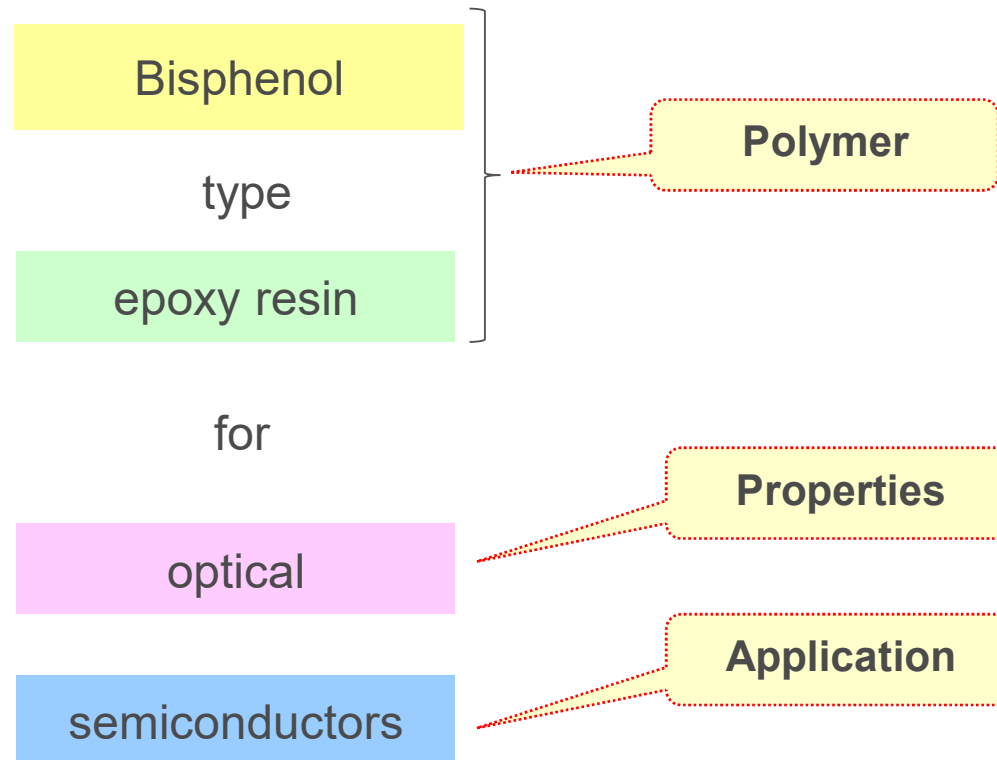 Bisphenol
Polymer
type
epoxy resin
for
Properties
optical
Application
semiconductors